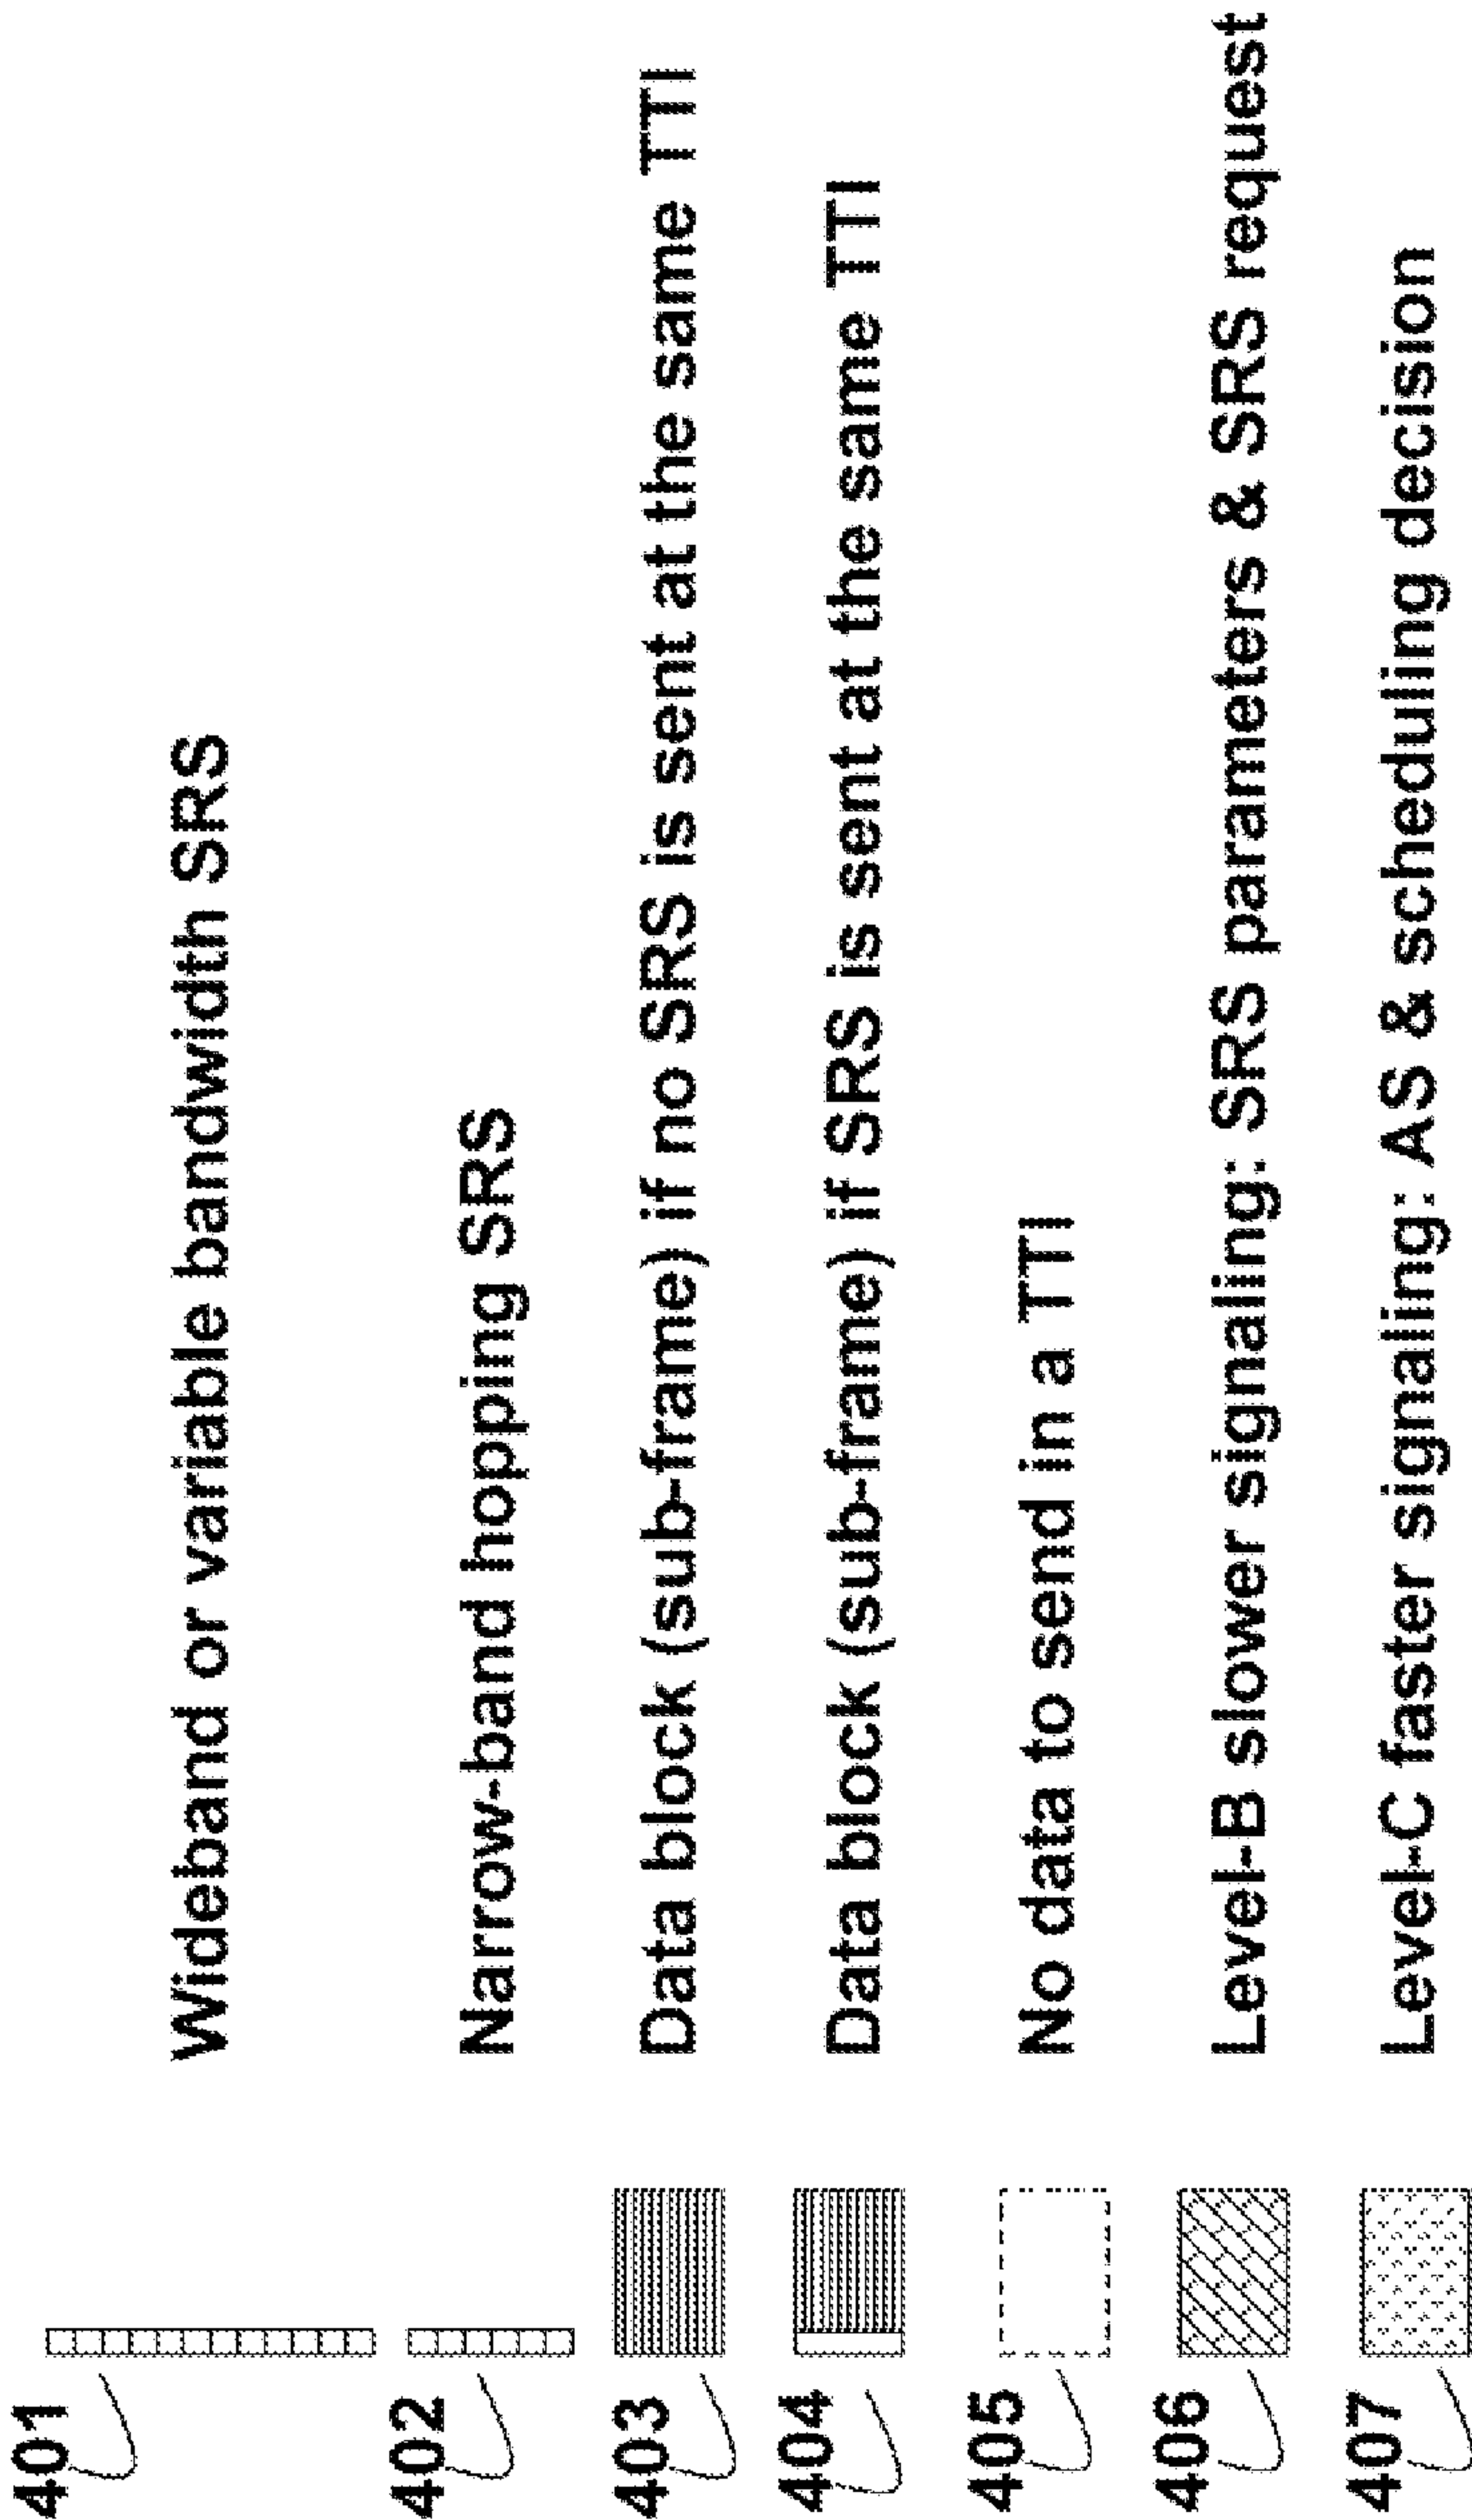 401 Wideband or variable bandwidth SRS
402 Narrow-band hopping SRS
403 Data block (sub-frame) if no SRS is sent at the same TTI
404 Data block (sub-frame) if SRS is sent at the same TTI
405 No data to send in a TTI
406 Level-B slower signaling: SRS parameters & SRS request
407 Level-C faster signaling: AS & scheduling decision